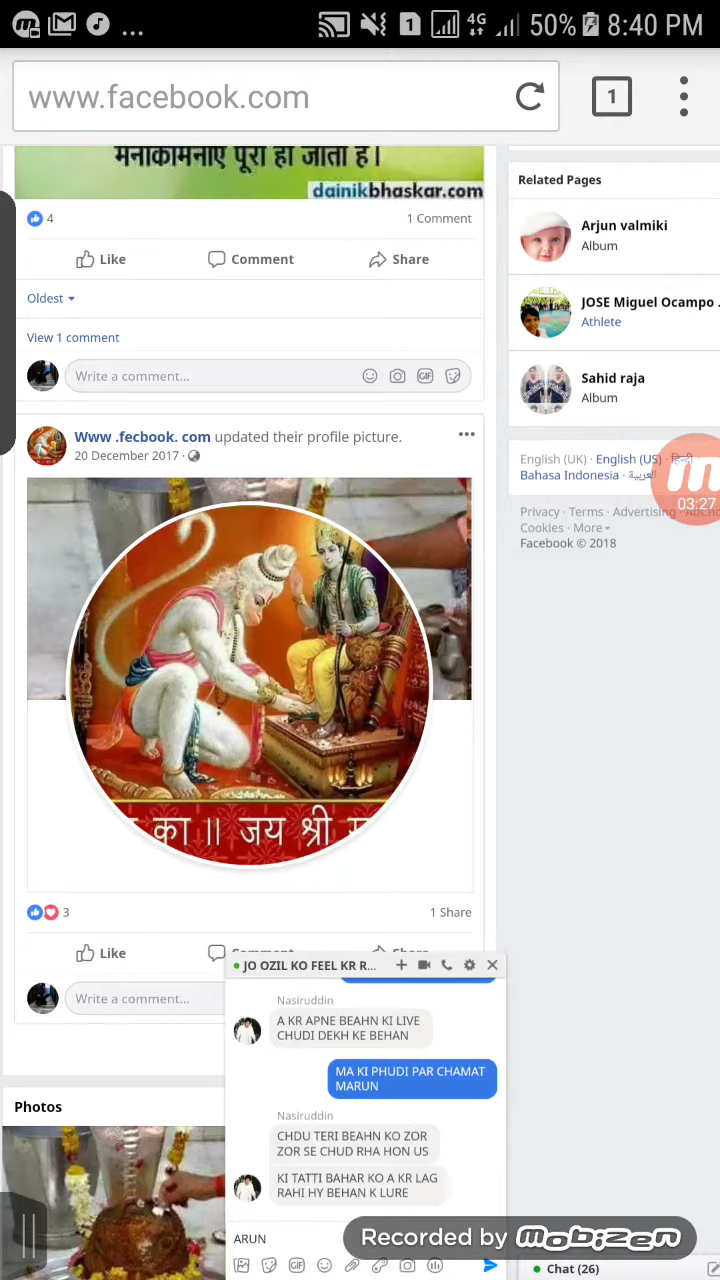 50% 8:40 PM
1
4G
www.facebook.com
1
मनोकामनाएं पूरी हो जाती है।
dainikbhaskar.com
4
1 Comment
Like
Comment
Share
Oldest
View 1 comment
Write a comment...
Www .fecbook. com updated their profile picture.
20 December 2017 ·
का || जय श्री
3
1 Share
Like
Write a comment...
Photos
Related Pages
Arjun valmiki
Album
JOSE Miguel Ocampo .
Athlete
Sahid raja
Album
English (UK) · English (US) · हिन्दी
Bahasa Indonesia · العربية
Privacy · Terms · Advertising ·
Cookies · More
Facebook © 2018
03:27
JO OZIL KO FEEL KR R...
Nasiruddin
A KR APNE BEAHN KI LIVE
CHUDI DEKH KE BEHAN
MA KI PHUDI PAR CHAMAT
MARUN
Nasiruddin
CHDU TERI BEAHN KO ZOR
ZOR SE CHUD RHA HON US
KI TATTI BAHAR KO A KR LAG
RAHI HY BEHAN K LURE
ARUN
GIF
Recorded by mobizen
Chat (26)